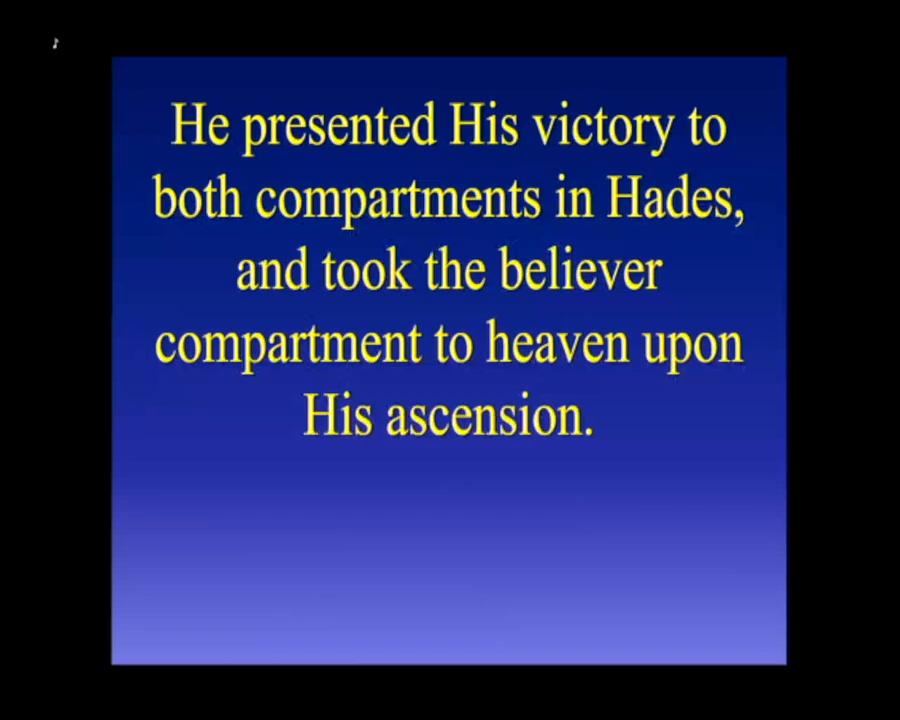 He presented His victory to
both compartments in Hades,
and took the believer
compartment to heaven upon
His ascension.